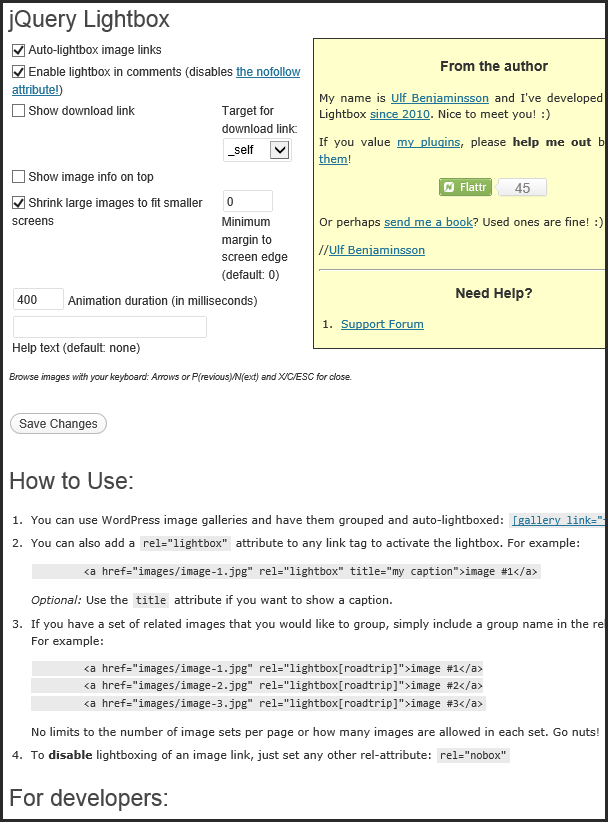 jQuery Lightbox
Auto-lightbox image links
Enable lightbox in comments (disables the nofollow
attribute!)
Show download link
Target for
download link:
_self
Show image info on top
Shrink large images to fit smaller
screens
0
Minimum
margin to
screen edge
(default: 0)
400 Animation duration (in milliseconds)
Help text (default: none)
Browse images with your keyboard: Arrows or P(revious)/N(ext) and X/C/ESC for close.
Save Changes
From the author
My name is Ulf Benjaminsson and I've developed
Lightbox since 2010. Nice to meet you! :)
If you value my plugins, please help me out b
them!
Flattr 45
Or perhaps send me a book? Used ones are fine! :)
//Ulf Benjaminsson
Need Help?
1. Support Forum
How to Use:
1. You can use WordPress image galleries and have them grouped and auto-lightboxed: [gallery link="
2. You can also add a rel="lightbox" attribute to any link tag to activate the lightbox. For example:
<a href="images/image-1.jpg" rel="lightbox" title="my caption">image #1</a>
Optional: Use the title attribute if you want to show a caption.
3. If you have a set of related images that you would like to group, simply include a group name in the rel
For example:
<a href="images/image-1.jpg" rel="lightbox[roadtrip]">image #1</a>
<a href="images/image-2.jpg" rel="lightbox[roadtrip]">image #2</a>
<a href="images/image-3.jpg" rel="lightbox[roadtrip]">image #3</a>
No limits to the number of image sets per page or how many images are allowed in each set. Go nuts!
4. To disable lightboxing of an image link, just set any other rel-attribute: rel="nobox"
For developers: